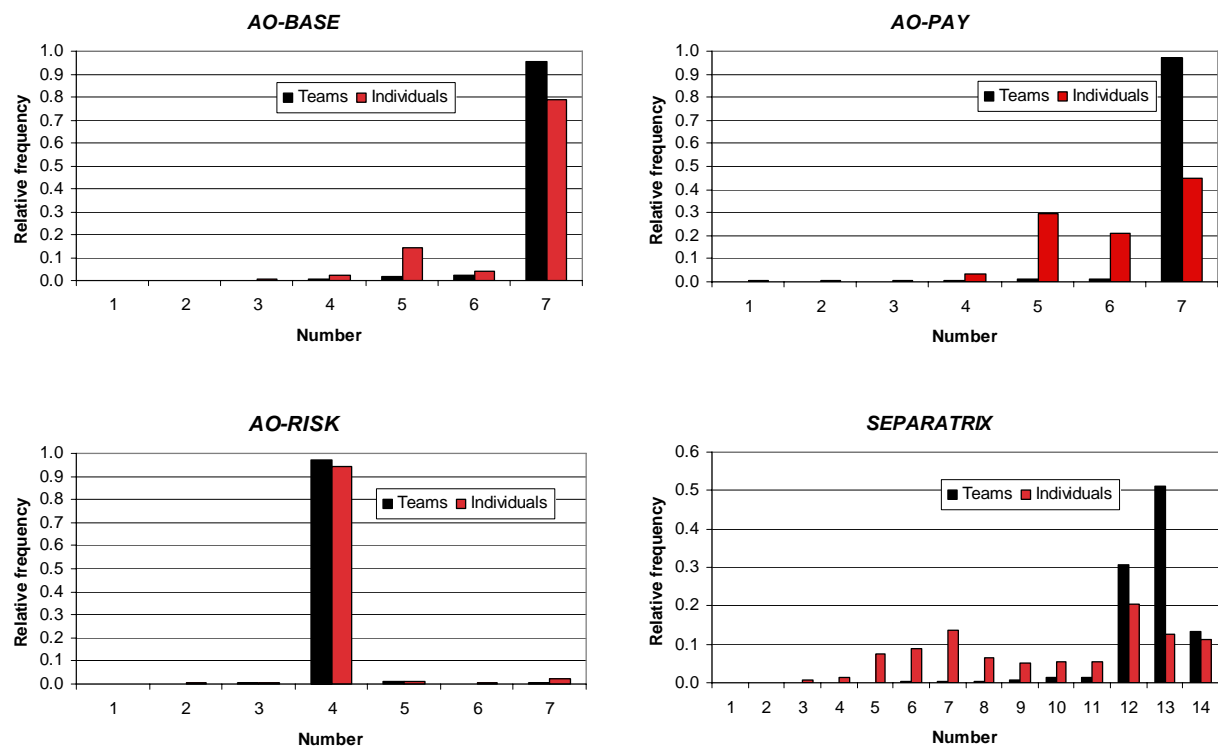 AO-BASE
1.0
0.9
0.8
0.7
0.6
0.5
0.4
0.3
0.2
0.1
0.0
Relative frequency
Teams Individuals
1 2 3 4 5 6 7
Number
AO-PAY
1.0
0.9
0.8
0.7
0.6
0.5
0.4
0.3
0.2
0.1
0.0
Relative frequency
Teams Individuals
1 2 3 4 5 6 7
Number
AO-RISK
1.0
0.9
0.8
0.7
0.6
0.5
0.4
0.3
0.2
0.1
0.0
Relative frequency
Teams Individuals
1 2 3 4 5 6 7
Number
SEPARATRIX
0.6
0.5
0.4
0.3
0.2
0.1
0.0
Relative frequency
Teams Individuals
1 2 3 4 5 6 7 8 9 10 11 12 13 14
Number